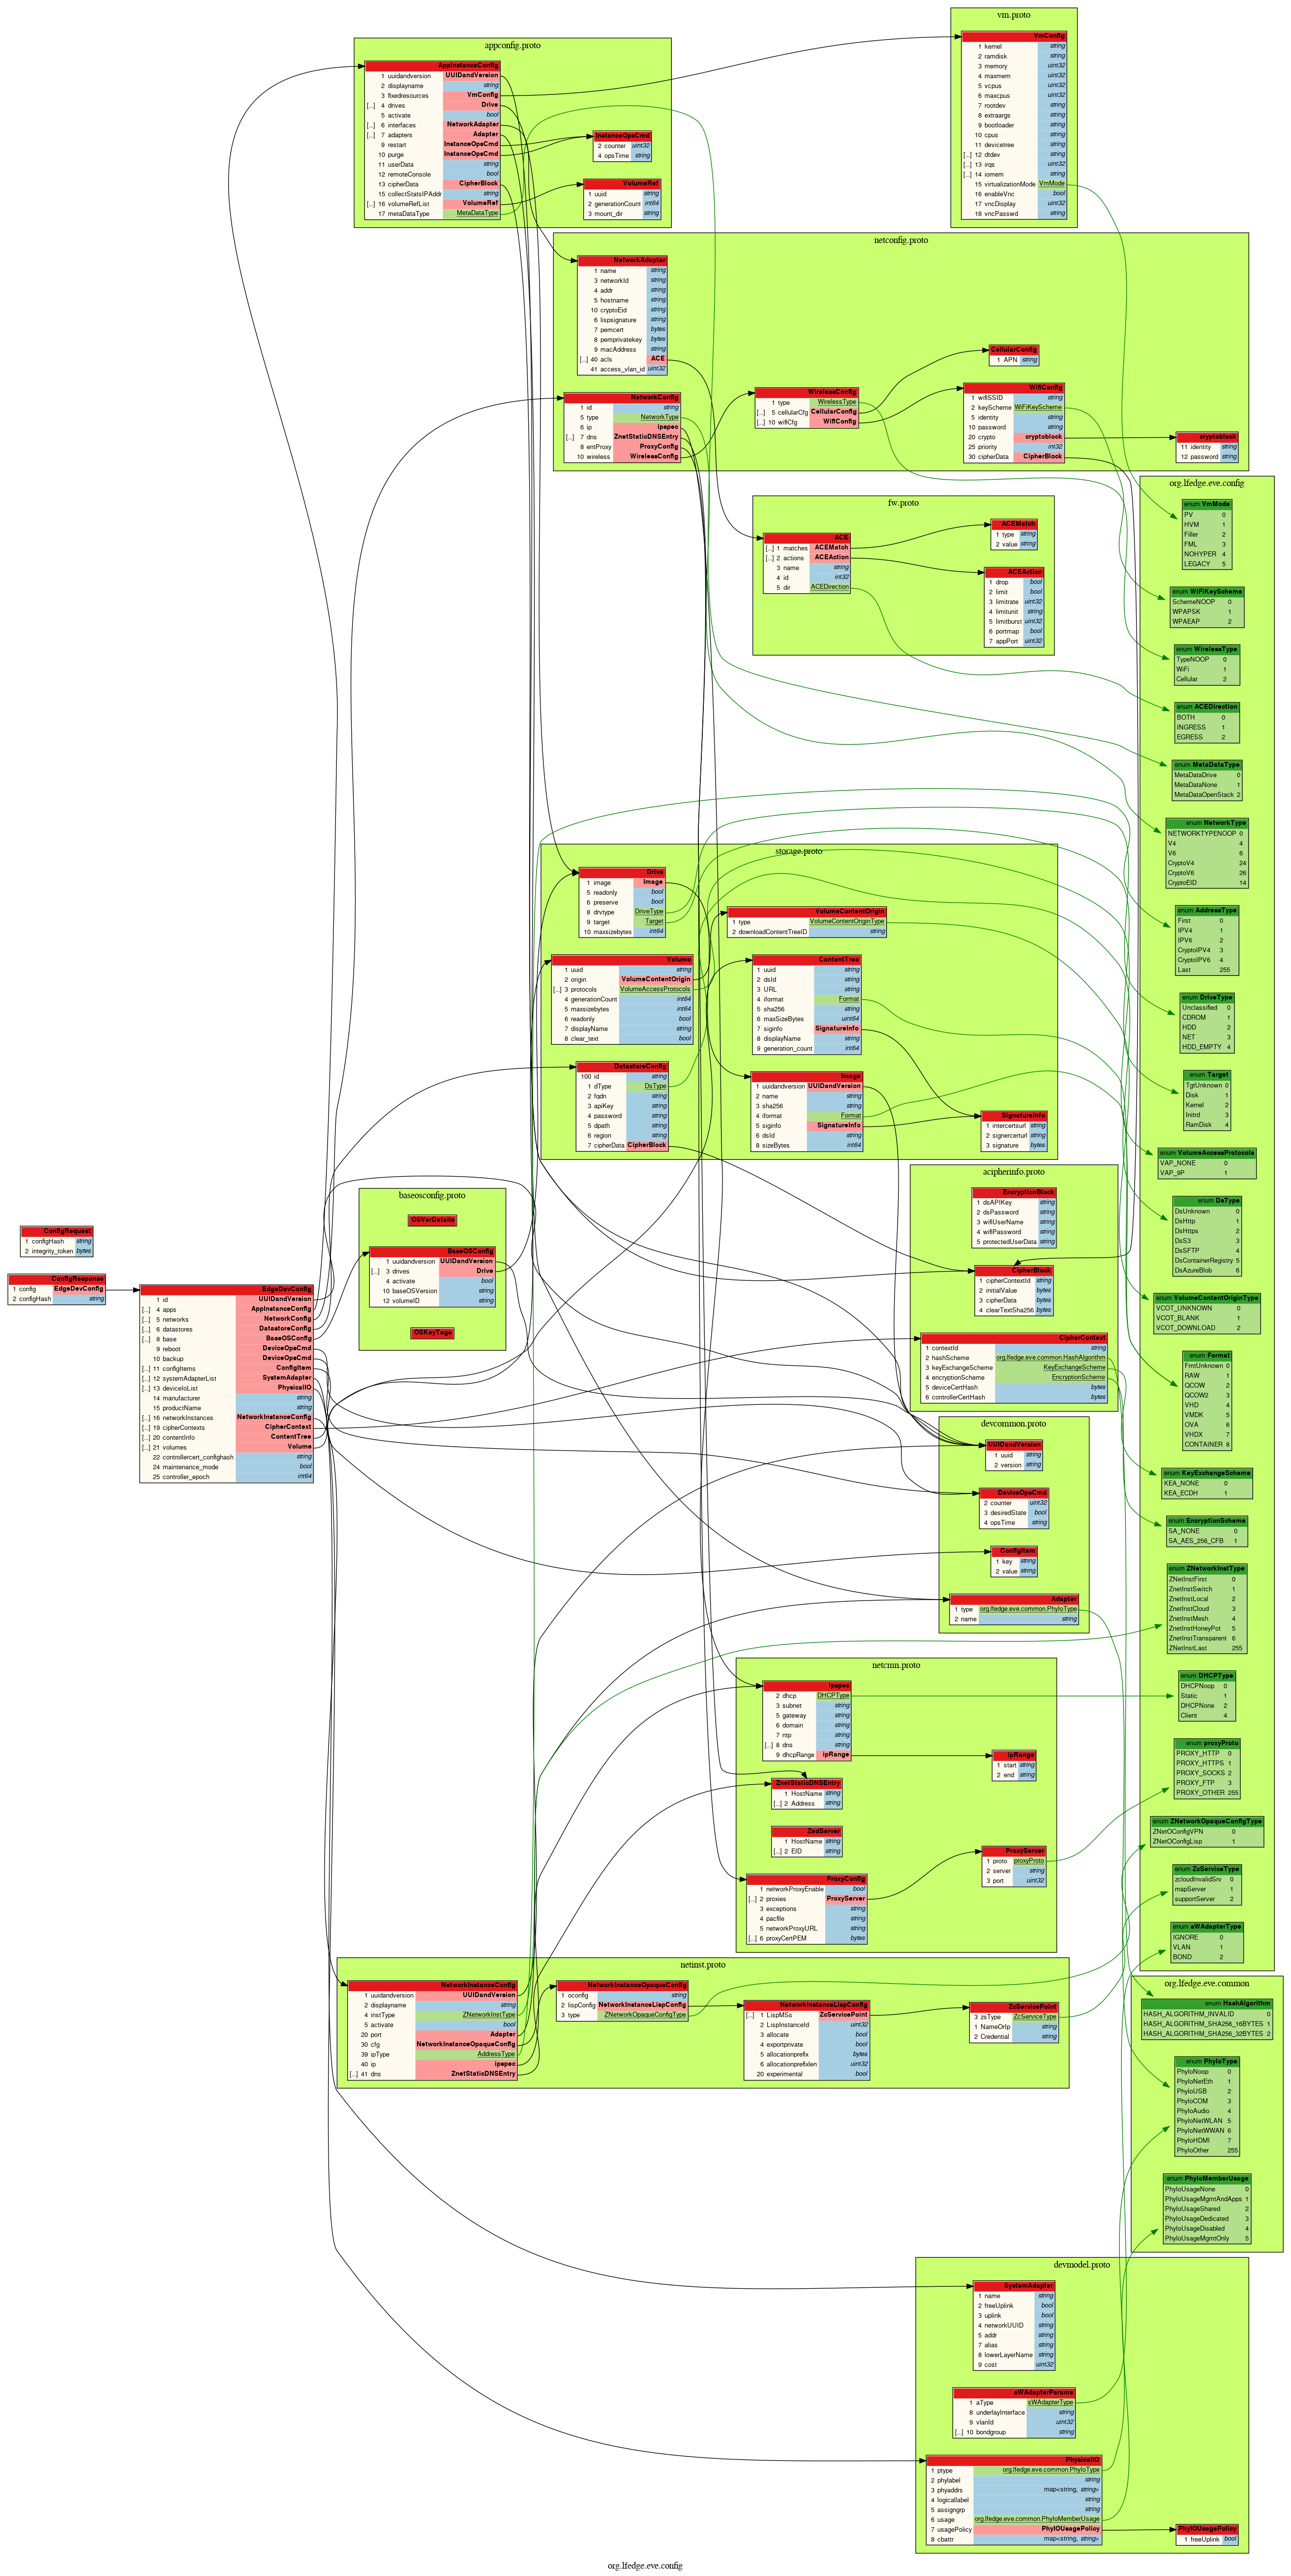 vm.proto
VmConfig
1 kernel string
2 ramdisk string
3 memory uint32
4 maxmem uint32
5 vcpus uint32
6 maxcpus uint32
7 rootdev string
8 extraargs string
9 bootloader string
10 cpus string
11 devicetree string
[...] 12 dtdev string
[...] 13 irqs uint32
[...] 14 iomem string
15 virtualizationMode VmMode
16 enableVnc bool
17 vncDisplay uint32
18 vncPasswd string
appconfig.proto
AppInstanceConfig
1 uuidandversion UUIDandVersion
2 displayname string
3 fixedresources VmConfig
[...] 4 drives Drive
5 activate bool
[...] 6 interfaces NetworkAdapter
[...] 7 adapters Adapter
9 restart InstanceOpsCmd
10 purge InstanceOpsCmd
11 userData string
12 remoteConsole bool
13 cipherData CipherBlock
15 collectStatsIPAddr string
[...] 16 volumeRefList VolumeRef
17 metaDataType MetaDataType
InstanceOpsCmd
2 counter uint32
4 opsTime string
VolumeRef
1 uuid string
2 generationCount int64
3 mount_dir string
netconfig.proto
NetworkAdapter
1 name string
3 networkId string
4 addr string
5 hostname string
10 cryptoEid string
6 lispsignature string
7 pemcert bytes
8 pemprivatekey bytes
9 macAddress string
[...] 40 acls ACE
41 access_vlan_id uint32
NetworkConfig
1 id string
5 type NetworkType
6 ip ipspec
[...] 7 dns ZnetStaticDNSEntry
8 entProxy ProxyConfig
10 wireless WirelessConfig
WirelessConfig
1 type WirelessType
[...] 5 cellularCfg CellularConfig
[...] 10 wifiCfg WifiConfig
CellularConfig
1 APN string
WifiConfig
1 wifiSSID string
2 keyScheme WiFiKeyScheme
5 identity string
10 password string
20 crypto cryptoblock
25 priority int32
30 cipherData CipherBlock
cryptoblock
11 identity string
12 password string
fw.proto
ACE
[...] 1 matches ACEMatch
[...] 2 actions ACEAction
3 name string
4 id int32
5 dir ACEDirection
ACEMatch
1 type string
2 value string
ACEAction
1 drop bool
2 limit bool
3 limitrate uint32
4 limitunit string
5 limitburst uint32
6 portmap bool
7 appPort uint32
storage.proto
Drive
1 image Image
5 readonly bool
6 preserve bool
8 drvtype DriveType
9 target Target
10 maxsizebytes int64
VolumeContentOrigin
1 type VolumeContentOriginType
2 downloadContentTreeID string
Volume
1 uuid string
2 origin VolumeContentOrigin
[...] 3 protocols VolumeAccessProtocols
4 generationCount int64
5 maxsizebytes int64
6 readonly bool
7 displayName string
8 clear_text bool
ContentTree
1 uuid string
2 dsId string
3 URL string
4 iformat Format
5 sha256 string
6 maxSizeBytes uint64
7 siginfo SignatureInfo
8 displayName string
9 generation_count int64
DatastoreConfig
100 id string
1 dType DsType
2 fqdn string
3 apiKey string
4 password string
5 dpath string
6 region string
7 cipherData CipherBlock
Image
1 uuidandversion UUIDandVersion
2 name string
3 sha256 string
4 iformat Format
5 siginfo SignatureInfo
6 dsId string
8 sizeBytes int64
SignatureInfo
1 intercertsurl string
2 signercerturl string
3 signature bytes
baseosconfig.proto
OSVerDetails
BaseOSConfig
1 uuidandversion UUIDandVersion
[...] 3 drives Drive
4 activate bool
10 baseOSVersion string
12 volumeID string
OSKeyTags
ConfigRequest
1 configHash string
2 integrity_token bytes
ConfigResponse
1 config EdgeDevConfig
2 configHash string
EdgeDevConfig
1 id UUIDandVersion
[...] 4 apps AppInstanceConfig
[...] 5 networks NetworkConfig
[...] 6 datastores DatastoreConfig
[...] 8 base BaseOSConfig
9 reboot DeviceOpsCmd
10 backup DeviceOpsCmd
[...] 11 configItems ConfigItem
[...] 12 systemAdapterList SystemAdapter
[...] 13 deviceIoList PhysicalIO
14 manufacturer string
15 productName string
[...] 16 networkInstances NetworkInstanceConfig
[...] 19 cipherContexts CipherContext
[...] 20 contentInfo ContentTree
[...] 21 volumes Volume
22 controllercert_confighash string
24 maintenance_mode bool
25 controller_epoch int64
acipherinfo.proto
EncryptionBlock
1 dsAPIKey string
2 dsPassword string
3 wifiUserName string
4 wifiPassword string
5 protectedUserData string
CipherBlock
1 cipherContextId string
2 initialValue bytes
3 cipherData bytes
4 clearTextSha256 bytes
CipherContext
1 contextId string
2 hashScheme org.lfedge.eve.common.HashAlgorithm
3 keyExchangeScheme KeyExchangeScheme
4 encryptionScheme EncryptionScheme
5 deviceCertHash bytes
6 controllerCertHash bytes
devcommon.proto
UUIDandVersion
1 uuid string
2 version string
DeviceOpsCmd
2 counter uint32
3 desiredState bool
4 opsTime string
ConfigItem
1 key string
2 value string
Adapter
1 type org.lfedge.eve.common.PhyIoType
2 name string
netcmn.proto
ipspec
2 dhcp DHCPType
3 subnet string
5 gateway string
6 domain string
7 ntp string
[...] 8 dns string
9 dhcpRange ipRange
ipRange
1 start string
2 end string
ZnetStaticDNSEntry
1 HostName string
[...] 2 Address string
ZedServer
1 HostName string
[...] 2 EID string
ProxyServer
1 proto proxyProto
2 server string
3 port uint32
ProxyConfig
1 networkProxyEnable bool
[...] 2 proxies ProxyServer
3 exceptions string
4 pacfile string
5 networkProxyURL string
[...] 6 proxyCertPEM bytes
netinst.proto
NetworkInstanceConfig
1 uuidandversion UUIDandVersion
2 displayname string
4 instType ZNetworkInstType
5 activate bool
20 port Adapter
30 cfg NetworkInstanceOpaqueConfig
39 ipType AddressType
40 ip ipspec
[...] 41 dns ZnetStaticDNSEntry
NetworkInstanceOpaqueConfig
1 oconfig string
2 lispConfig NetworkInstanceLispConfig
3 type ZNetworkOpaqueConfigType
NetworkInstanceLispConfig
[...] 1 LispMSs ZcServicePoint
2 LispInstanceId uint32
3 allocate bool
4 exportprivate bool
5 allocationprefix bytes
6 allocationprefixlen uint32
20 experimental bool
ZcServicePoint
3 zsType ZcServiceType
1 NameOrIp string
2 Credential string
org.lfedge.eve.config
enum VmMode
PV 0
HVM 1
Filler 2
FML 3
NOHYPER 4
LEGACY 5
enum WiFiKeyScheme
SchemeNOOP 0
WPAPSK 1
WPAEAP 2
enum WirelessType
TypeNOOP 0
WiFi 1
Cellular 2
enum ACEDirection
BOTH 0
INGRESS 1
EGRESS 2
enum MetaDataType
MetaDataDrive 0
MetaDataNone 1
MetaDataOpenStack 2
enum NetworkType
NETWORKTYPENOOP 0
V4 4
V6 6
CryptoV4 24
CryptoV6 26
CryptoEID 14
enum AddressType
First 0
IPV4 1
IPV6 2
CryptoIPV4 3
CryptoIPV6 4
Last 255
enum DriveType
Unclassified 0
CDROM 1
HDD 2
NET 3
HDD_EMPTY 4
enum Target
TgtUnknown 0
Disk 1
Kernel 2
Initrd 3
RamDisk 4
enum VolumeAccessProtocols
VAP_NONE 0
VAP_9P 1
enum DsType
DsUnknown 0
DsHttp 1
DsHttps 2
DsS3 3
DsSFTP 4
DsContainerRegistry 5
DsAzureBlob 6
enum VolumeContentOriginType
VCOT_UNKNOWN 0
VCOT_BLANK 1
VCOT_DOWNLOAD 2
enum Format
FmtUnknown 0
RAW 1
QCOW 2
QCOW2 3
VHD 4
VMDK 5
OVA 6
VHDX 7
CONTAINER 8
enum KeyExchangeScheme
KEA_NONE 0
KEA_ECDH 1
enum EncryptionScheme
SA_NONE 0
SA_AES_256_CFB 1
enum ZNetworkInstType
ZNetInstFirst 0
ZnetInstSwitch 1
ZnetInstLocal 2
ZnetInstCloud 3
ZnetInstMesh 4
ZnetInstHoneyPot 5
ZnetInstTransparent 6
ZNetInstLast 255
enum DHCPType
DHCPNoop 0
Static 1
DHCPNone 2
Client 4
enum proxyProto
PROXY_HTTP 0
PROXY_HTTPS 1
PROXY_SOCKS 2
PROXY_FTP 3
PROXY_OTHER 255
enum ZNetworkOpaqueConfigType
ZNetOConfigVPN 0
ZNetOConfigLisp 1
enum ZcServiceType
zcloudInvalidSrv 0
mapServer 1
supportServer 2
enum sWAdapterType
IGNORE 0
VLAN 1
BOND 2
org.lfedge.eve.common
enum HashAlgorithm
HASH_ALGORITHM_INVALID 0
HASH_ALGORITHM_SHA256_16BYTES 1
HASH_ALGORITHM_SHA256_32BYTES 2
enum PhyIoType
PhyIoNoop 0
PhyIoNetEth 1
PhyIoUSB 2
PhyIoCOM 3
PhyIoAudio 4
PhyIoNetWLAN 5
PhyIoNetWWAN 6
PhyIoHDMI 7
PhyIoOther 255
enum PhyIoMemberUsage
PhyIoUsageNone 0
PhyIoUsageMgmtAndApps 1
PhyIoUsageShared 2
PhyIoUsageDedicated 3
PhyIoUsageDisabled 4
PhyIoUsageMgmtOnly 5
devmodel.proto
SystemAdapter
1 name string
2 freeUplink bool
3 uplink bool
4 networkUUID string
5 addr string
7 alias string
8 lowerLayerName string
9 cost uint32
sWAdapterParams
1 aType sWAdapterType
8 underlayInterface string
9 vlanId uint32
[...] 10 bondgroup string
PhysicalIO
1 ptype org.lfedge.eve.common.PhyIoType
2 phylabel string
3 phyaddrs map<string, string>
4 logicallabel string
5 assigngrp string
6 usage org.lfedge.eve.common.PhyIoMemberUsage
7 usagePolicy PhyIOUsagePolicy
8 cbattr map<string, string>
PhyIOUsagePolicy
1 freeUplink bool
org.lfedge.eve.config